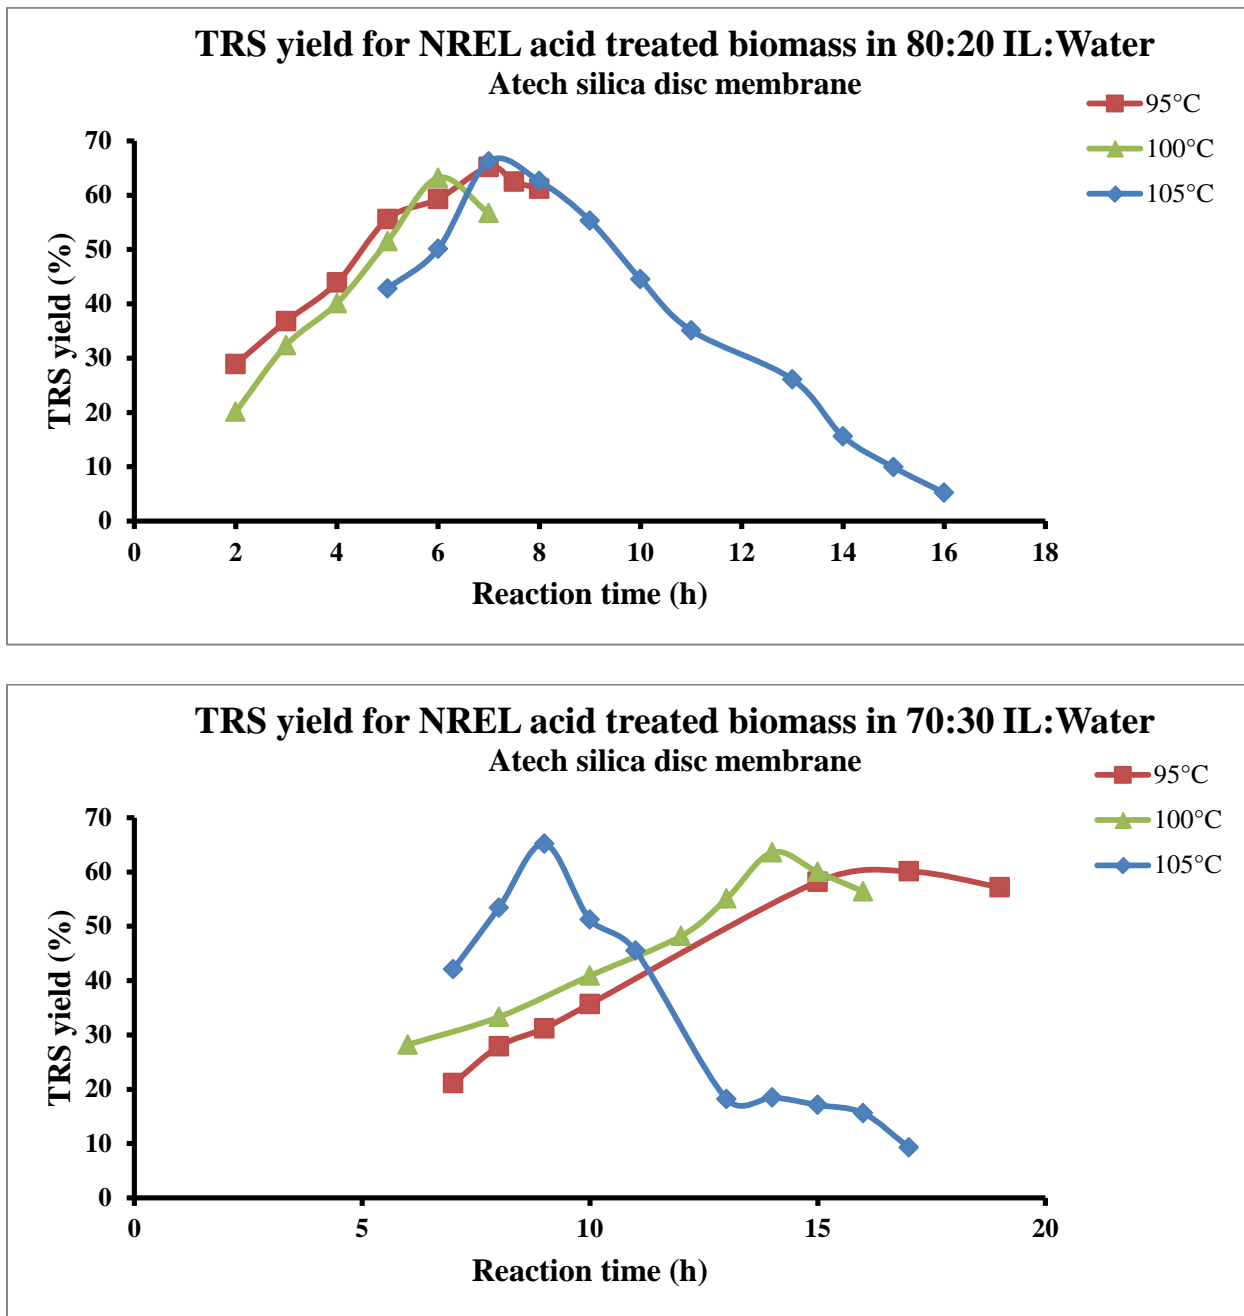 TRS yield for NREL acid treated biomass in 80:20 IL:Water
Atech silica disc membrane
95°C
100°C
105°C
70
60
50
40
30
20
10
0
TRS yield (%)
0 2 4 6 8 10 12 14 16 18
Reaction time (h)
TRS yield for NREL acid treated biomass in 70:30 IL:Water
Atech silica disc membrane
95°C
100°C
105°C
70
60
50
40
30
20
10
0
TRS yield (%)
0 5 10 15 20
Reaction time (h)